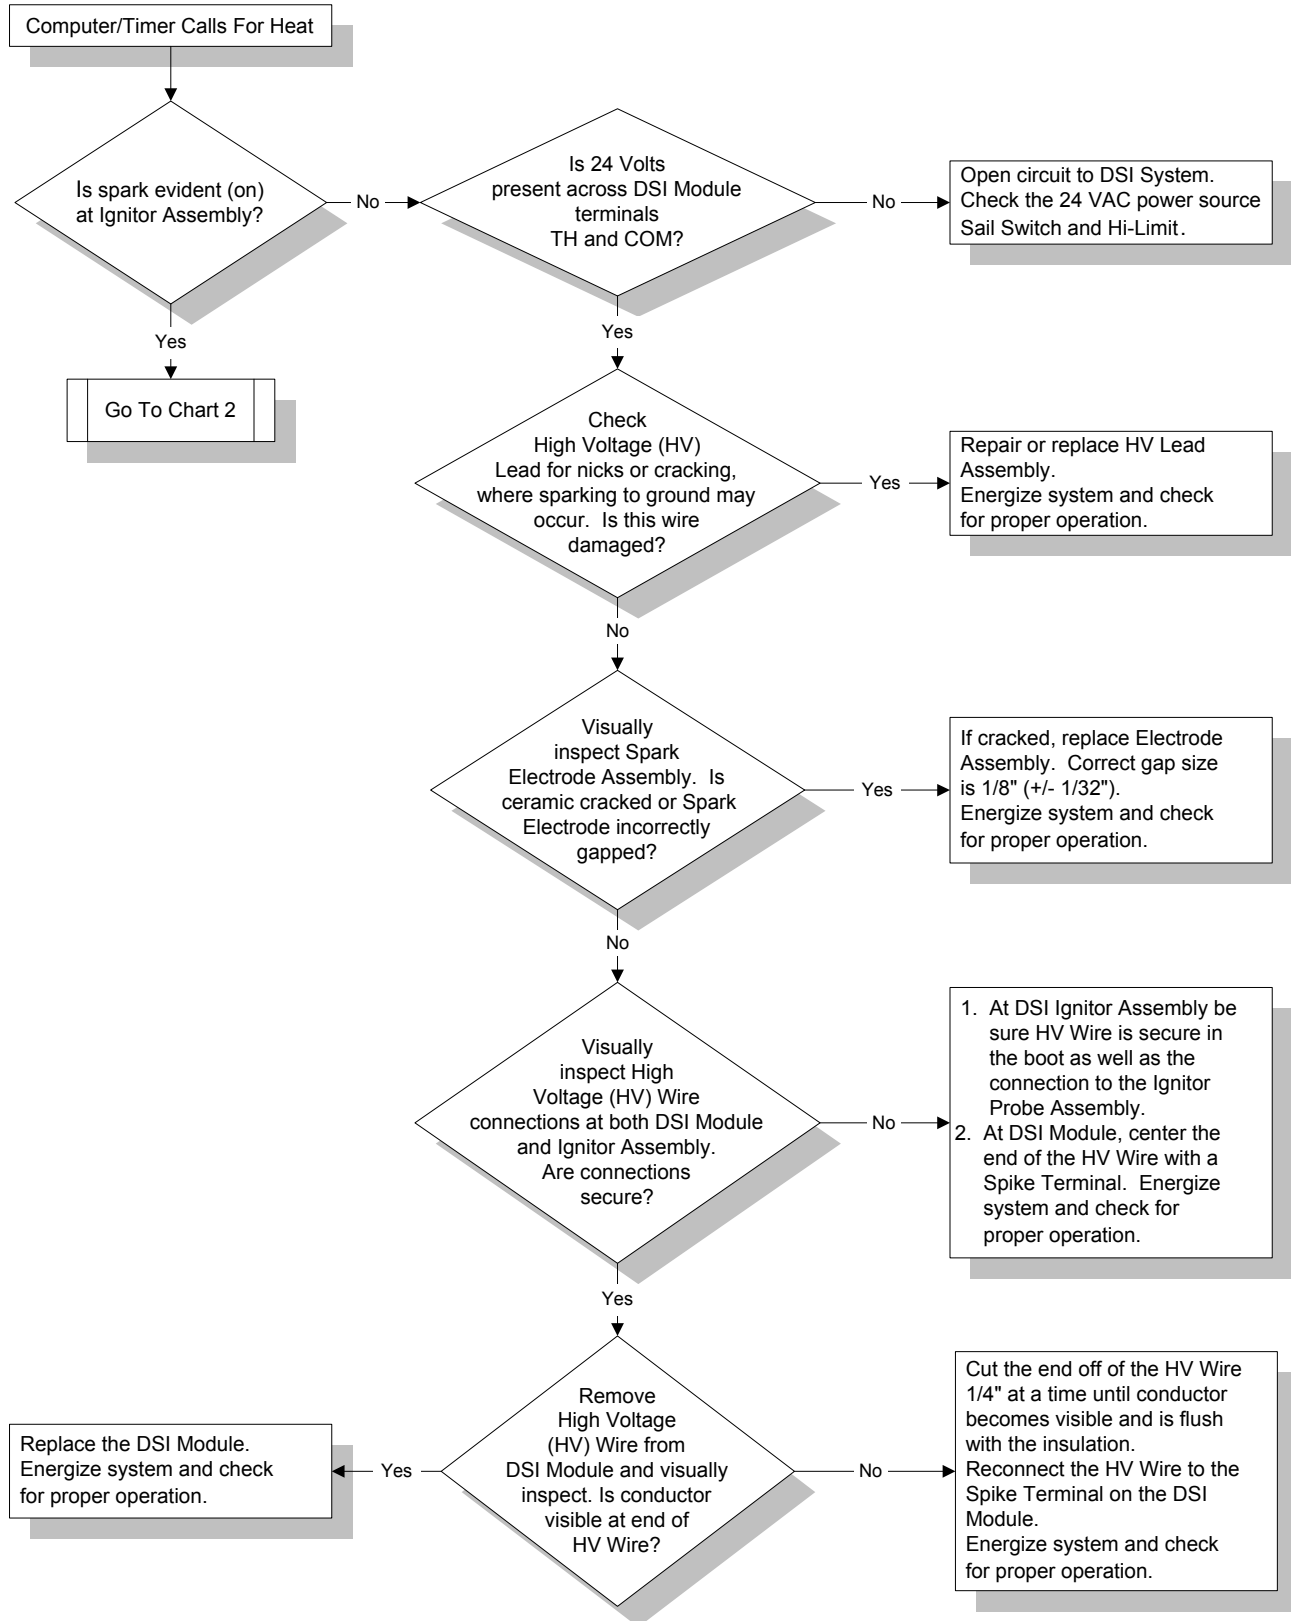 Computer/Timer Calls For Heat
Is spark evident (on)
at Ignitor Assembly?
No
Is 24 Volts
present across DSI Module
terminals
TH and COM?
No
Open circuit to DSI System.
Check the 24 VAC power source
Sail Switch and Hi-Limit.
Yes
Go To Chart 2
Yes
Check
High Voltage (HV)
Lead for nicks or cracking,
where sparking to ground may
occur. Is this wire
damaged?
Yes
Repair or replace HV Lead
Assembly.
Energize system and check
for proper operation.
No
Visually
inspect Spark
Electrode Assembly. Is
ceramic cracked or Spark
Electrode incorrectly
gapped?
Yes
If cracked, replace Electrode
Assembly. Correct gap size
is 1/8" (+/- 1/32").
Energize system and check
for proper operation.
No
Visually
inspect High
Voltage (HV) Wire
connections at both DSI Module
and Ignitor Assembly.
Are connections
secure?
No
1. At DSI Ignitor Assembly be
sure HV Wire is secure in
the boot as well as the
connection to the Ignitor
Probe Assembly.
2. At DSI Module, center the
end of the HV Wire with a
Spike Terminal. Energize
system and check for
proper operation.
Yes
Remove
High Voltage
(HV) Wire from
DSI Module and visually
inspect. Is conductor
visible at end of
HV Wire?
Yes
Replace the DSI Module.
Energize system and check
for proper operation.
No
Cut the end off of the HV Wire
1/4" at a time until conductor
becomes visible and is flush
with the insulation.
Reconnect the HV Wire to the
Spike Terminal on the DSI
Module.
Energize system and check
for proper operation.